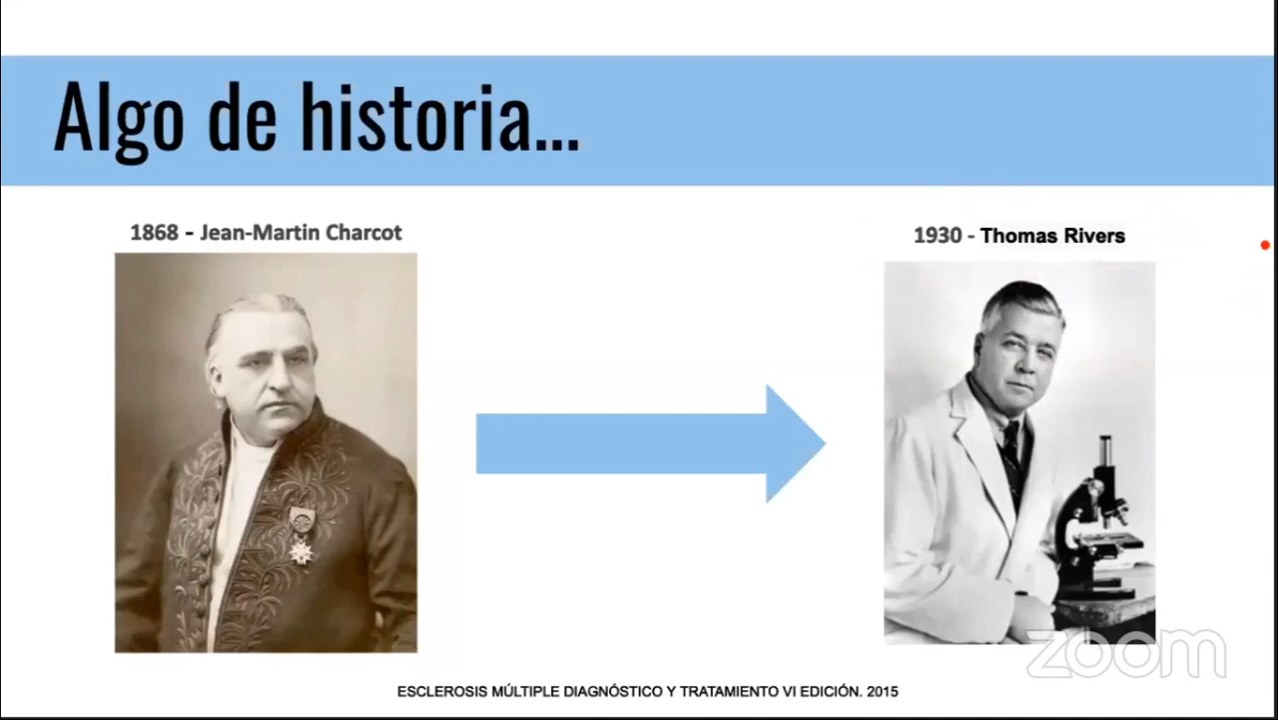 Algo de historia...
1868 - Jean-Martin Charcot
1930 - Thomas Rivers
zoom
ESCLEROSIS MÚLTIPLE DIAGNÓSTICO Y TRATAMIENTO VI EDICIÓN. 2015